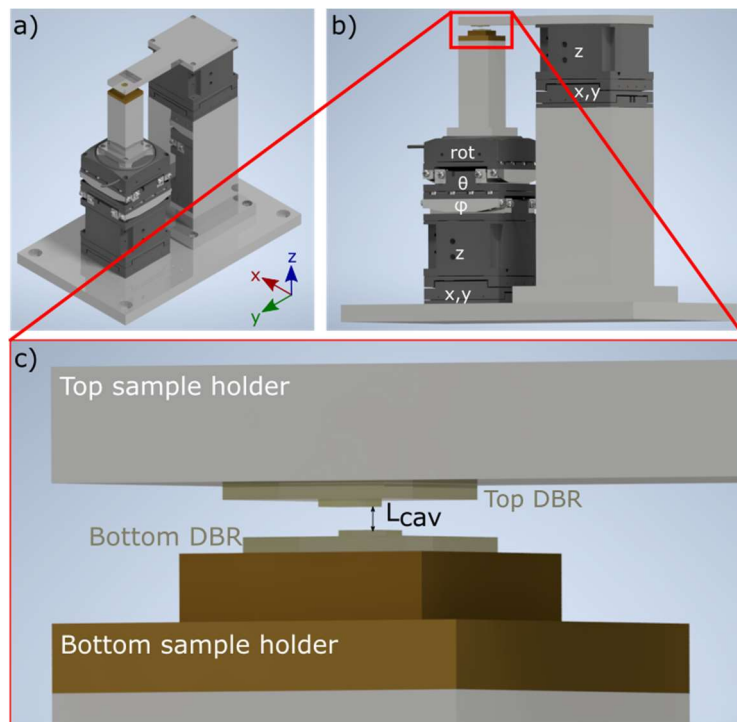 a)
x
z
y
b)
z
x,y
rot
θ
φ
z
x,y
c)
Top sample holder
Top DBR
Lcav
Bottom DBR
Bottom sample holder